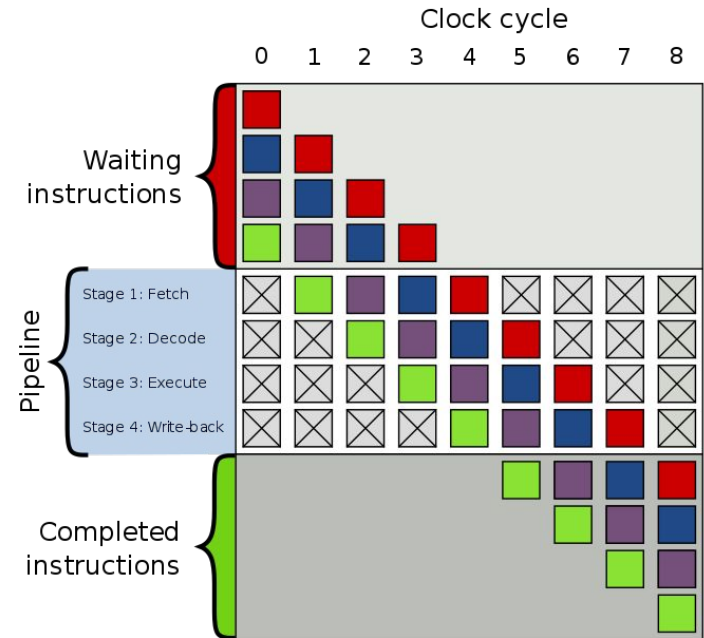 Clock cycle
0 1 2 3 4 5 6 7 8
Waiting
instructions
Pipeline
Stage 1: Fetch
Stage 2: Decode
Stage 3: Execute
Stage 4: Write-back
Completed
instructions